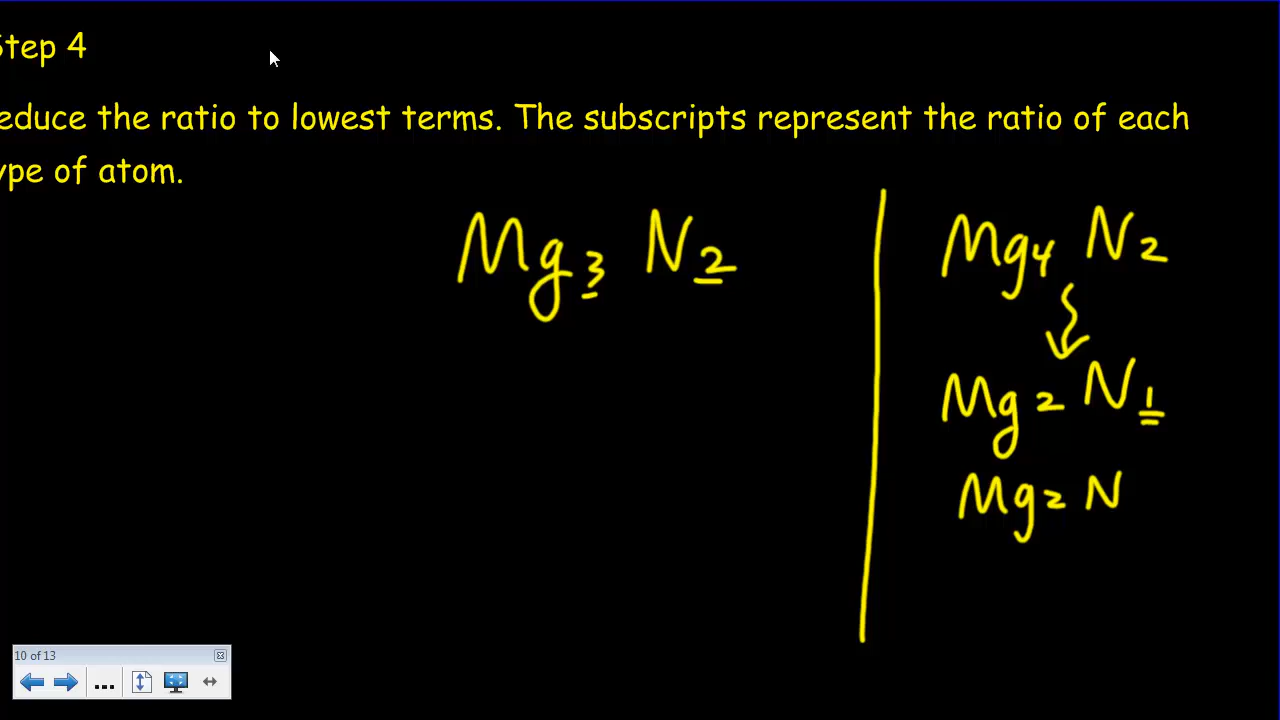 Step 4
educe the ratio to lowest terms. The subscripts represent the ratio of each
ype of atom.
Mg₃ N₂
Mg₄ N₂
Mg₂ N₁
Mg₂ N
10 of 13
...